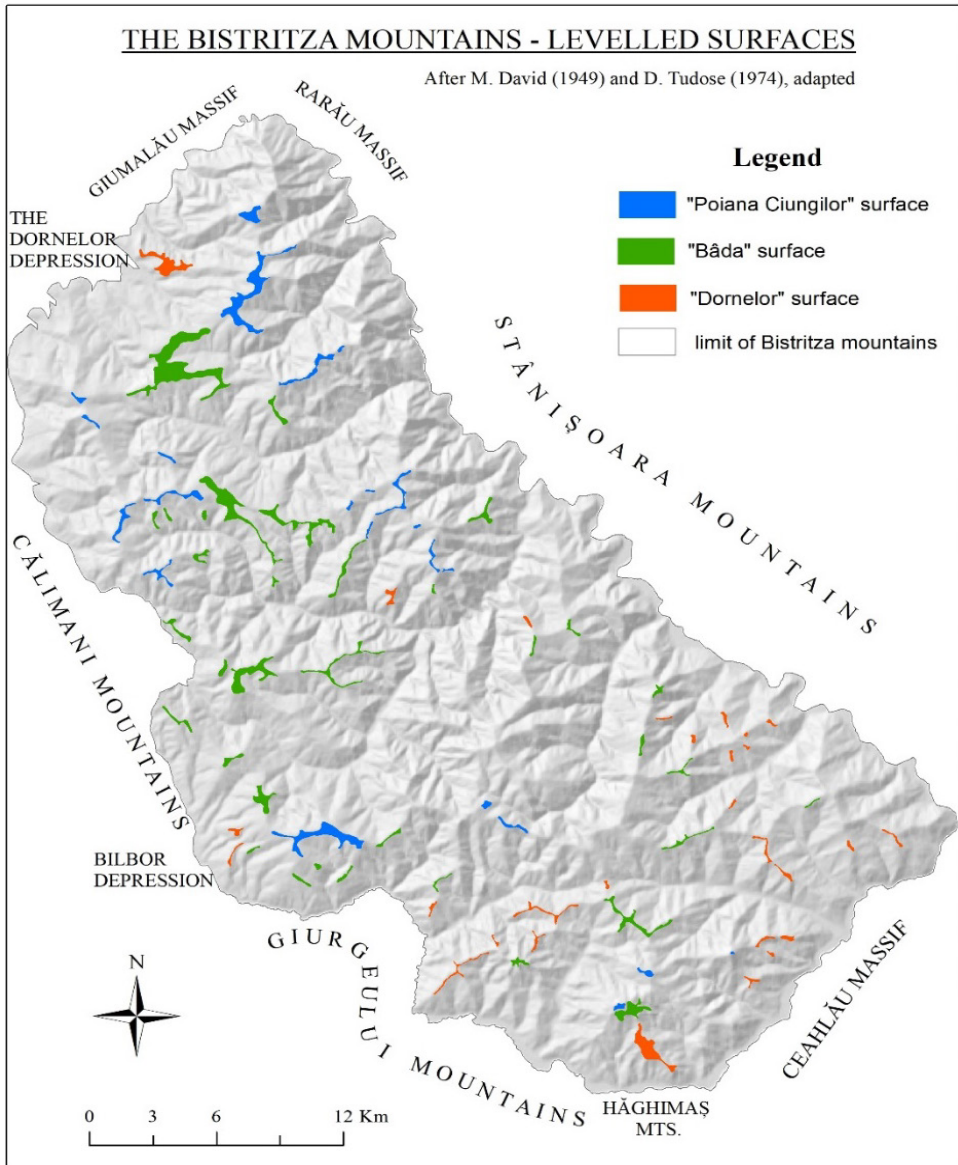 THE BISTRITZA MOUNTAINS - LEVELLED SURFACES
After M. David (1949) and D. Tudose (1974), adapted
GIUMALĂU MASSIF
RARĂU MASSIF
Legend
"Poiana Ciungilor" surface
"Bâda" surface
"Dornelor" surface
limit of Bistritza mountains
THE
DORNELOR
DEPRESSION
STÂNIȘOARA MOUNTAINS
CĂLIMANI MOUNTAINS
BILBOR
DEPRESSION
GIURGEULUI MOUNTAINS
CEAHLĂU MASSIF
HĂGHIMAȘ
MTS.
N
0 3 6 12 Km